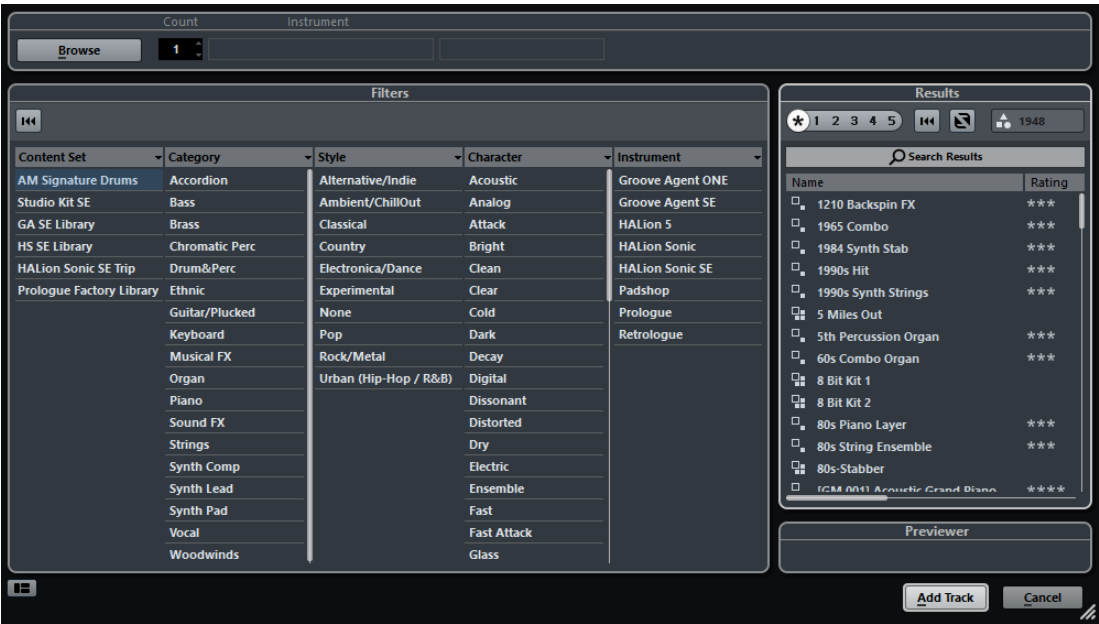 Count Instrument
Browse 1
Filters
Content Set Category Style Character Instrument
AM Signature Drums Accordion Alternative/Indie Acoustic Groove Agent ONE
Studio Kit SE Bass Ambient/ChillOut Analog Groove Agent SE
GA SE Library Brass Classical Attack HALion 5
HS SE Library Chromatic Perc Country Bright HALion Sonic
HALion Sonic SE Trip Drum&Perc Electronica/Dance Clean HALion Sonic SE
Prologue Factory Library Ethnic Experimental Clear Padshop
Guitar/Plucked None Cold Prologue
Keyboard Pop Dark Retrologue
Musical FX Rock/Metal Decay
Organ Urban (Hip-Hop / R&B) Digital
Piano Dissonant
Sound FX Distorted
Strings Dry
Synth Comp Electric
Synth Lead Ensemble
Synth Pad Fast
Vocal Fast Attack
Woodwinds Glass
Results
* 1 2 3 4 5 1948
Search Results
Name Rating
1210 Backspin FX ***
1965 Combo ***
1984 Synth Stab ***
1990s Hit ***
1990s Synth Strings ***
5 Miles Out
5th Percussion Organ ***
60s Combo Organ ***
8 Bit Kit 1
8 Bit Kit 2
80s Piano Layer ***
80s String Ensemble ***
80s-Stabber
[GM 001] Acoustic Grand Piano ****
Previewer
Add Track Cancel